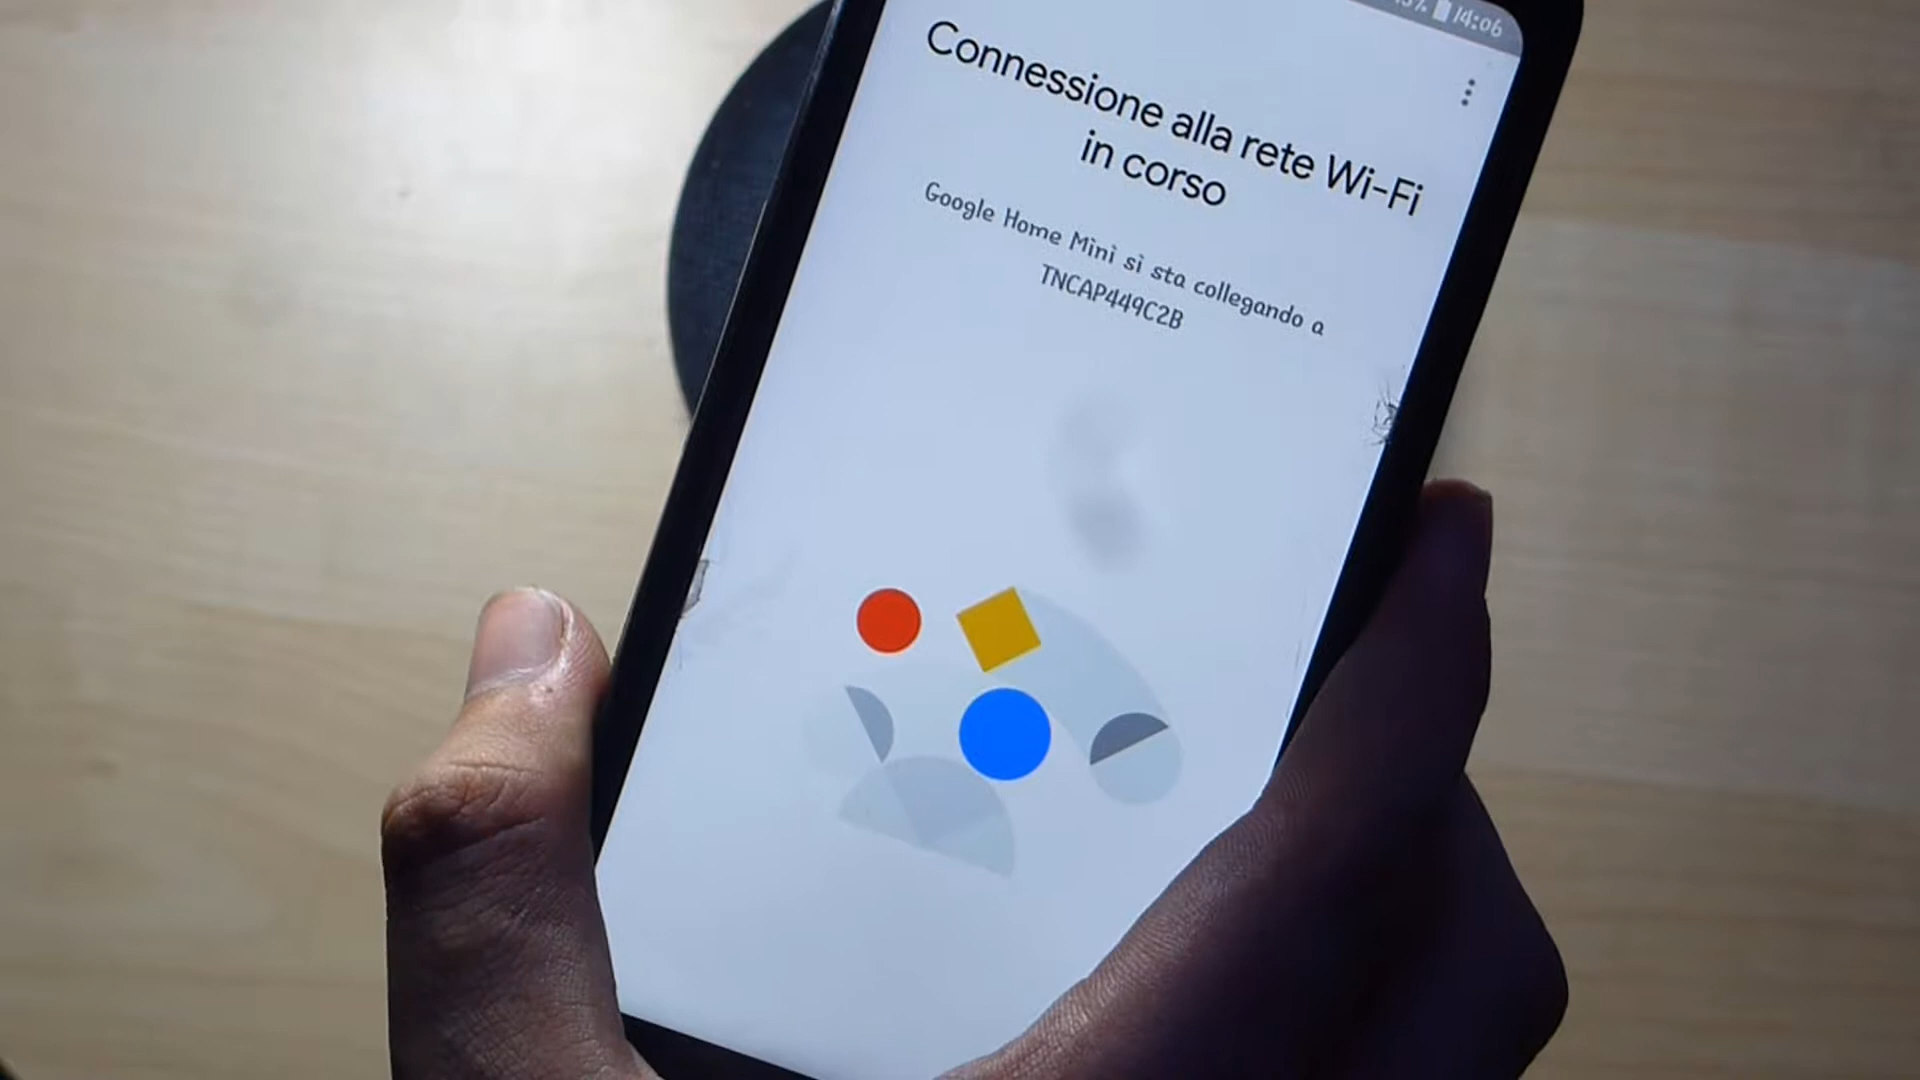 14:06
Connessione alla rete Wi-Fi
in corso
Google Home Mini si sta collegando a
TNCAP449C2B